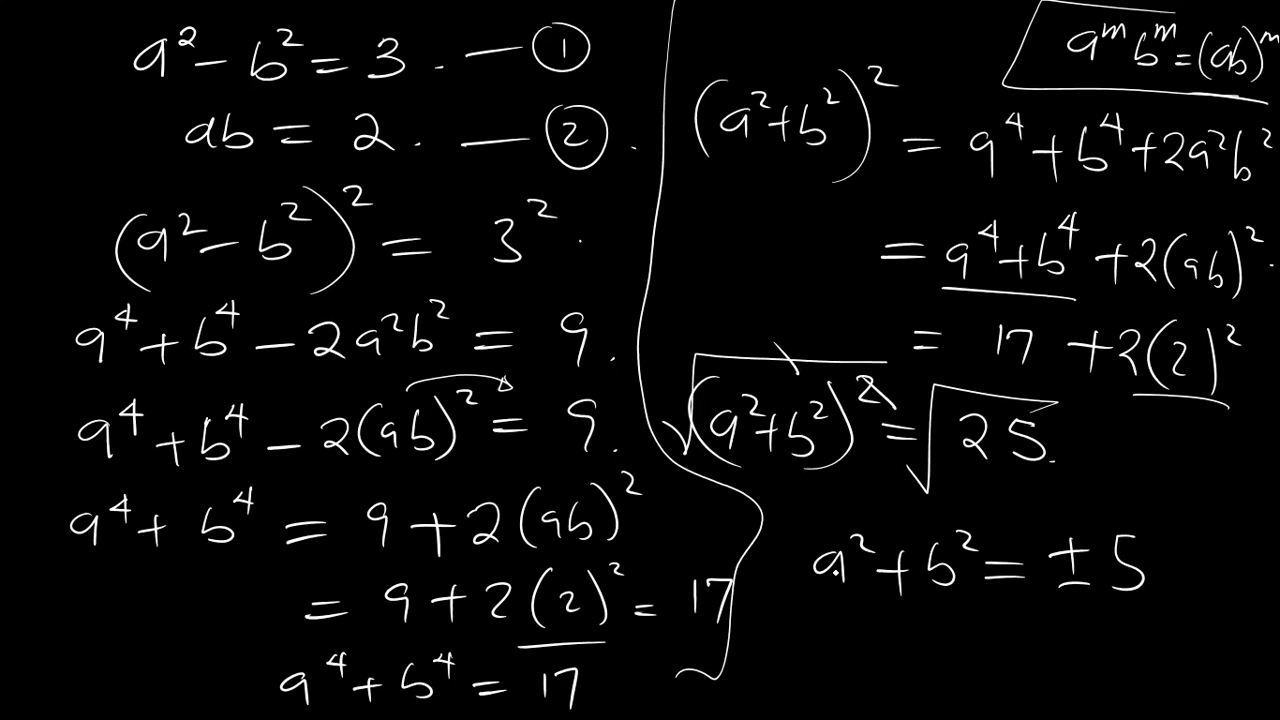 a² - b² = 3. — ①
ab = 2. — ②.
(a² - b²)² = 3².
a⁴ + b⁴ - 2a²b² = 9.
a⁴ + b⁴ - 2(ab)² = 9.
a⁴ + b⁴ = 9 + 2(ab)²
= 9 + 2(2)² = 17
a⁴ + b⁴ = 17
aᵐ bᵐ = (ab)ᵐ
(a² + b²)² = a⁴ + b⁴ + 2a²b²
= a⁴ + b⁴ + 2(ab)².
= 17 + 2(2)²
√(a² + b²)² = √25.
a² + b² = ± 5